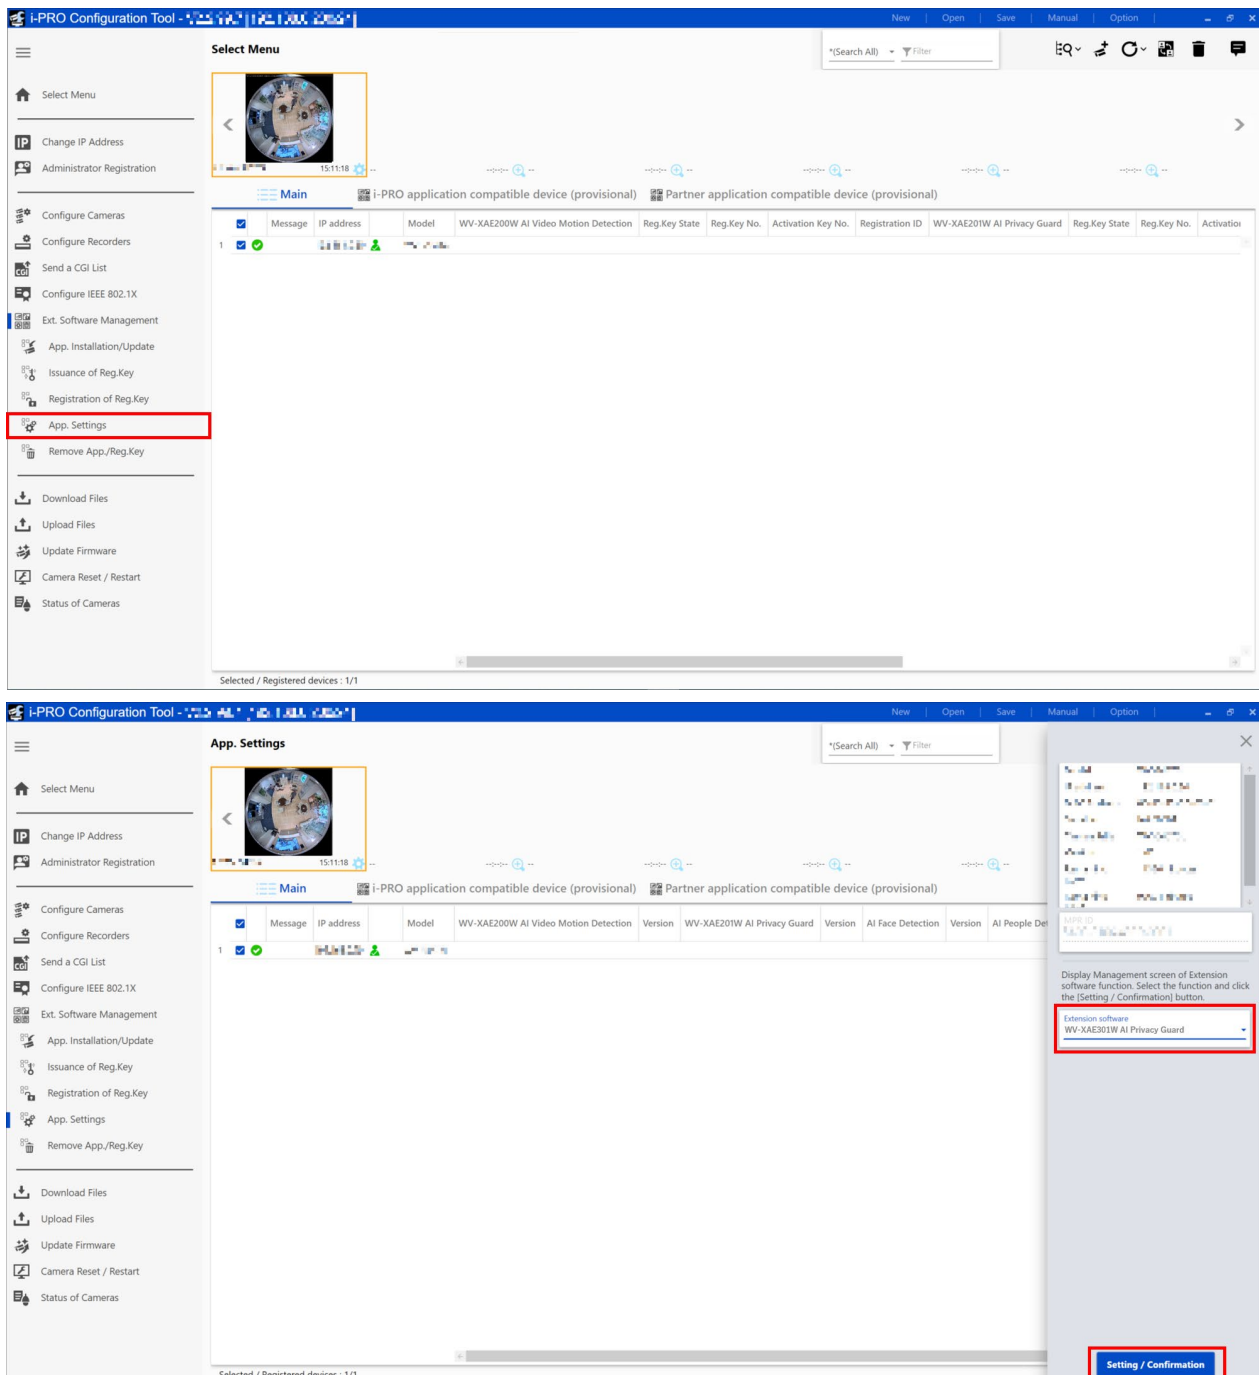 i-PRO Configuration Tool -
New | Open | Save | Manual | Option |
Select Menu
*(Search All) Filter
Select Menu
Change IP Address
Administrator Registration
15:11:18 --
--:--:-- --
--:--:-- --
--:--:-- --
--:--:-- --
Main i-PRO application compatible device (provisional) Partner application compatible device (provisional)
Configure Cameras
Configure Recorders
Send a CGI List
Configure IEEE 802.1X
Ext. Software Management
App. Installation/Update
Issuance of Reg.Key
Registration of Reg.Key
App. Settings
Remove App./Reg.Key
Download Files
Upload Files
Update Firmware
Camera Reset / Restart
Status of Cameras
Message IP address Model WV-XAE200W AI Video Motion Detection Reg.Key State Reg.Key No. Activation Key No. Registration ID WV-XAE201W AI Privacy Guard Reg.Key State Reg.Key No. Activation
1
Selected / Registered devices : 1/1
i-PRO Configuration Tool -
New | Open | Save | Manual | Option |
App. Settings
*(Search All) Filter
Select Menu
Change IP Address
Administrator Registration
15:11:18 --
--:--:-- --
--:--:-- --
--:--:-- --
--:--:-- --
Main i-PRO application compatible device (provisional) Partner application compatible device (provisional)
Configure Cameras
Configure Recorders
Send a CGI List
Configure IEEE 802.1X
Ext. Software Management
App. Installation/Update
Issuance of Reg.Key
Registration of Reg.Key
App. Settings
Remove App./Reg.Key
Download Files
Upload Files
Update Firmware
Camera Reset / Restart
Status of Cameras
Message IP address Model WV-XAE200W AI Video Motion Detection Version WV-XAE201W AI Privacy Guard Version AI Face Detection Version AI People De
1
MPR ID
Display Management screen of Extension
software function. Select the function and click
the [Setting / Confirmation] button.
Extension software
WV-XAE301W AI Privacy Guard
Setting / Confirmation
Selected / Registered devices : 1/1